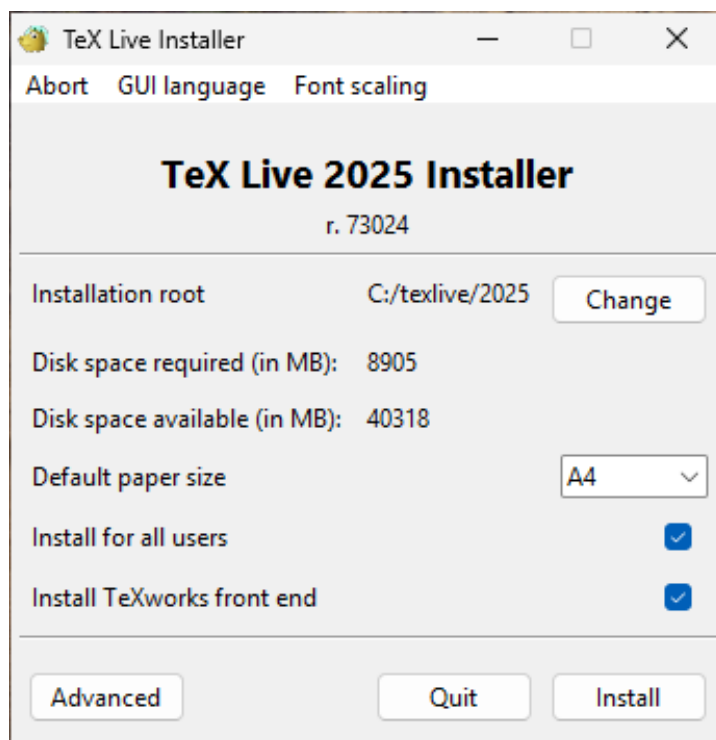 TeX Live Installer
Abort GUI language Font scaling
TeX Live 2025 Installer
r. 73024
Installation root C:/texlive/2025 Change
Disk space required (in MB): 8905
Disk space available (in MB): 40318
Default paper size A4
Install for all users
Install TeXworks front end
Advanced Quit Install